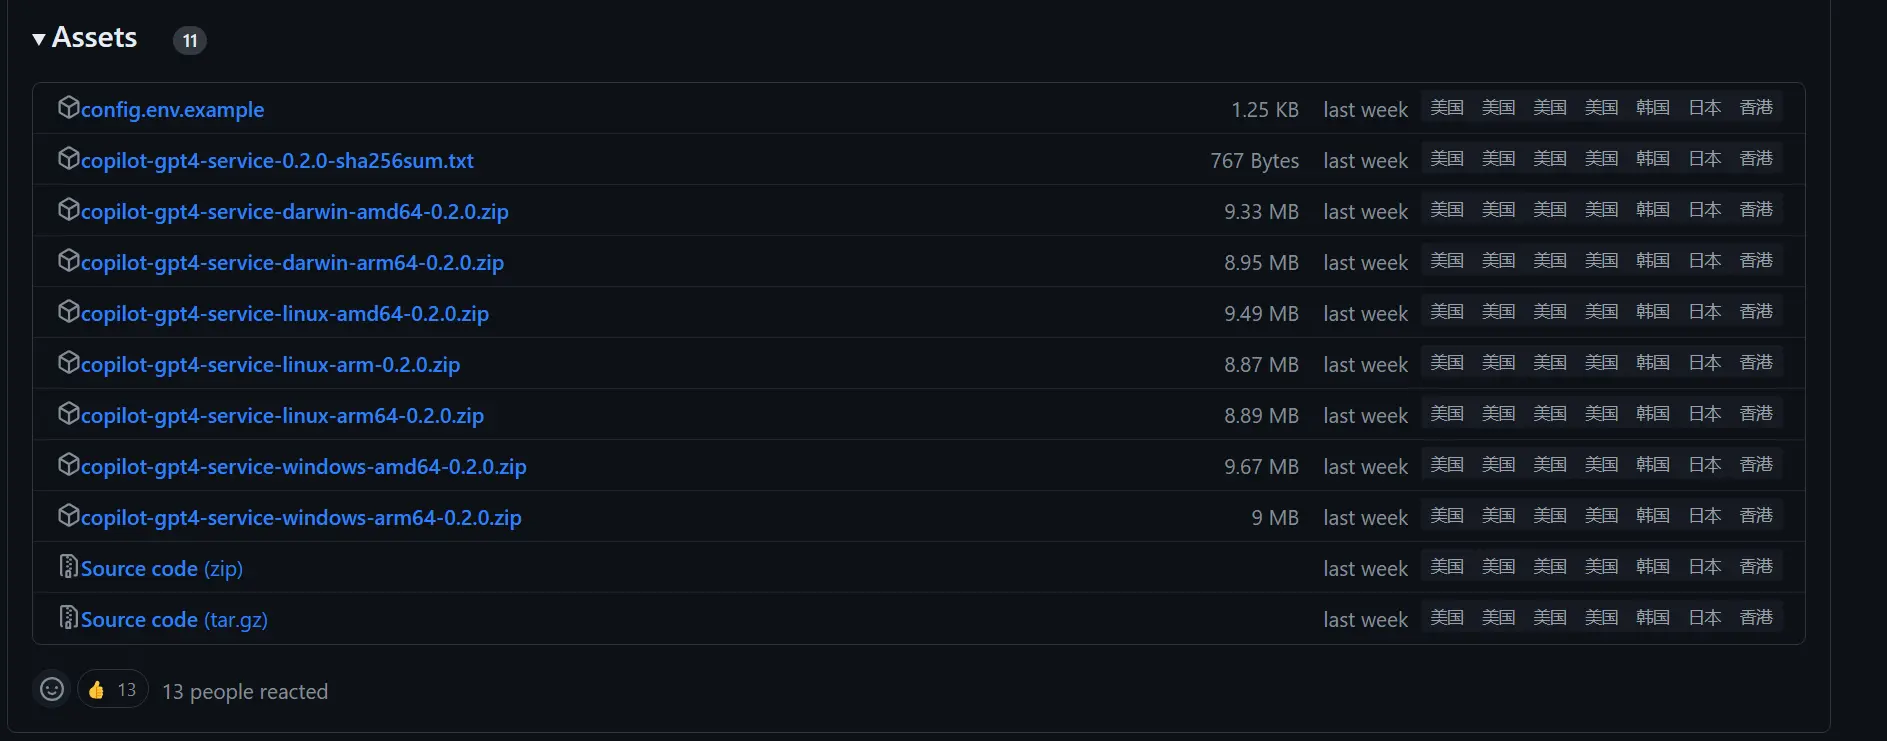 Assets 11
config.env.example 1.25 KB last week 美国 美国 美国 美国 韩国 日本 香港
copilot-gpt4-service-0.2.0-sha256sum.txt 767 Bytes last week 美国 美国 美国 美国 韩国 日本 香港
copilot-gpt4-service-darwin-amd64-0.2.0.zip 9.33 MB last week 美国 美国 美国 美国 韩国 日本 香港
copilot-gpt4-service-darwin-arm64-0.2.0.zip 8.95 MB last week 美国 美国 美国 美国 韩国 日本 香港
copilot-gpt4-service-linux-amd64-0.2.0.zip 9.49 MB last week 美国 美国 美国 美国 韩国 日本 香港
copilot-gpt4-service-linux-arm-0.2.0.zip 8.87 MB last week 美国 美国 美国 美国 韩国 日本 香港
copilot-gpt4-service-linux-arm64-0.2.0.zip 8.89 MB last week 美国 美国 美国 美国 韩国 日本 香港
copilot-gpt4-service-windows-amd64-0.2.0.zip 9.67 MB last week 美国 美国 美国 美国 韩国 日本 香港
copilot-gpt4-service-windows-arm64-0.2.0.zip 9 MB last week 美国 美国 美国 美国 韩国 日本 香港
Source code (zip) last week 美国 美国 美国 美国 韩国 日本 香港
Source code (tar.gz) last week 美国 美国 美国 美国 韩国 日本 香港
👍 13 13 people reacted